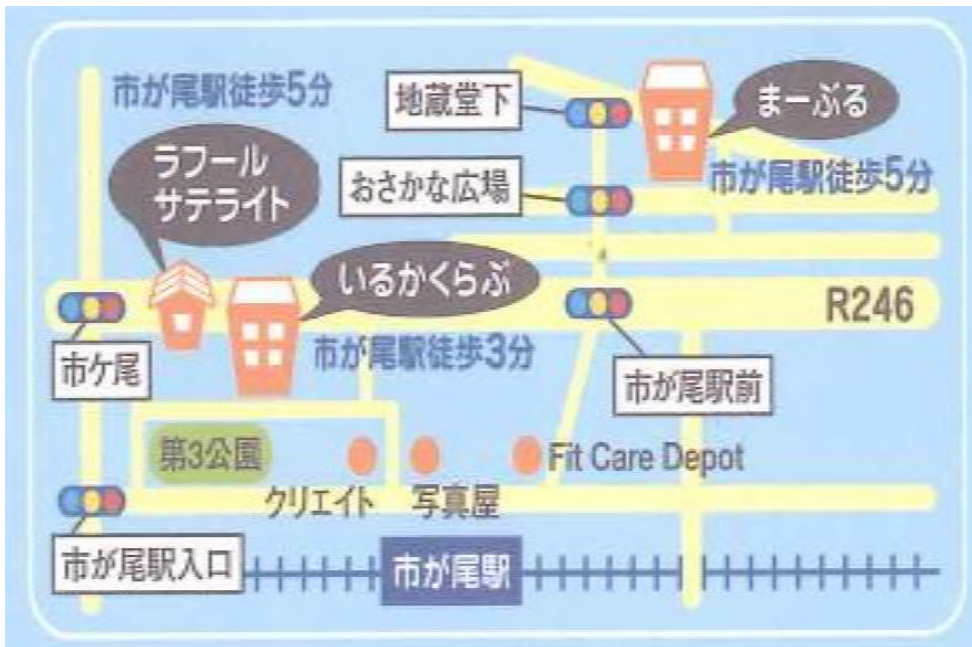 市が尾駅徒歩5分
地蔵堂下
まーぶる
ラフール
サテライト
おさかな広場
市が尾駅徒歩5分
いるかくらぶ
R246
市ケ尾
市が尾駅徒歩3分
市が尾駅前
第3公園
Fit Care Depot
クリエイト
写真屋
市が尾駅入口
市が尾駅